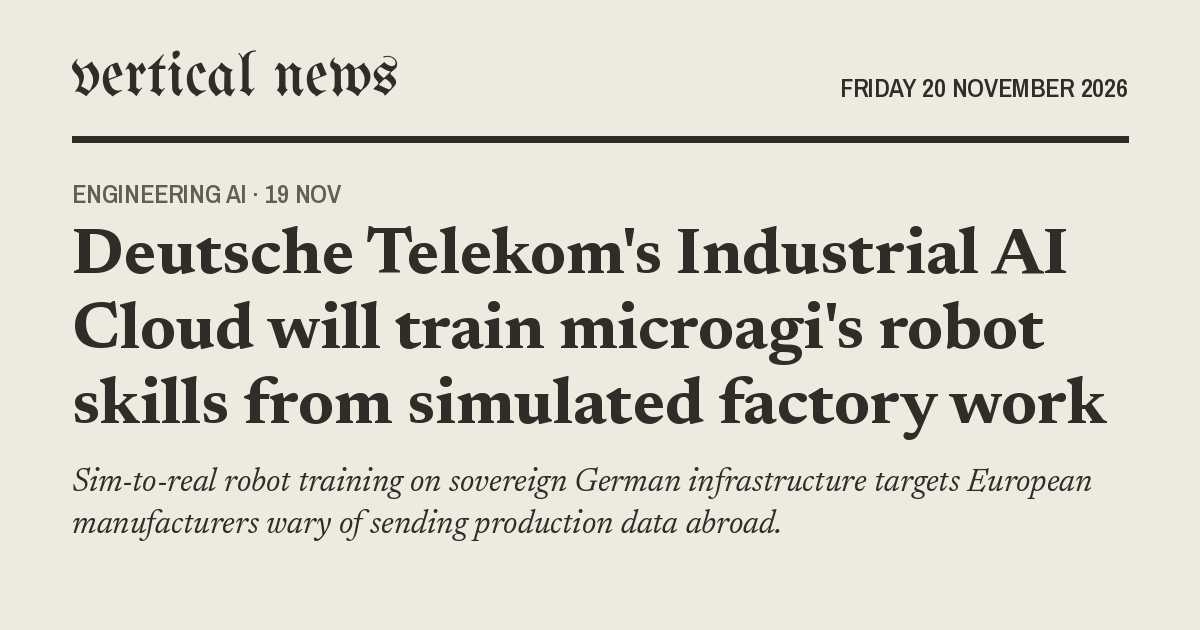 vertical news
FRIDAY 20 NOVEMBER 2026
ENGINEERING AI · 19 NOV
Deutsche Telekom's Industrial AI
Cloud will train microagi's robot
skills from simulated factory work
Sim-to-real robot training on sovereign German infrastructure targets European
manufacturers wary of sending production data abroad.